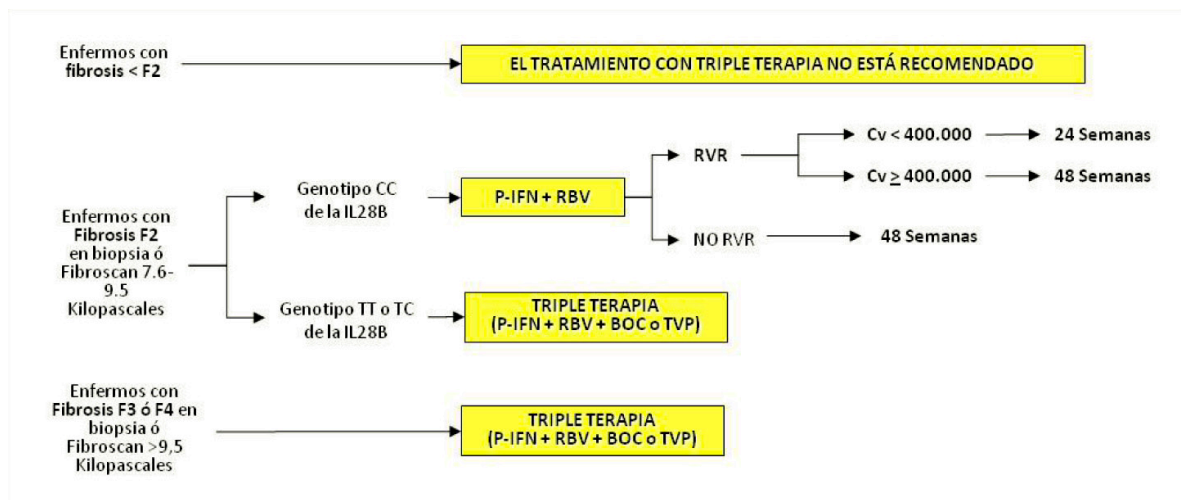 Enfermos con
fibrosis < F2
EL TRATAMIENTO CON TRIPLE TERAPIA NO ESTÁ RECOMENDADO
Enfermos con
Fibrosis F2
en biopsia ó
Fibroscan 7.6-
9.5
Kilopascales
Genotipo CC
de la IL28B
P-IFN + RBV
RVR
Cv < 400.000
24 Semanas
Cv ≥ 400.000
48 Semanas
NO RVR
48 Semanas
Genotipo TT o TC
de la IL28B
TRIPLE TERAPIA
(P-IFN + RBV + BOC o TVP)
Enfermos con
Fibrosis F3 ó F4 en
biopsia ó
Fibroscan >9,5
Kilopascales
TRIPLE TERAPIA
(P-IFN + RBV + BOC o TVP)